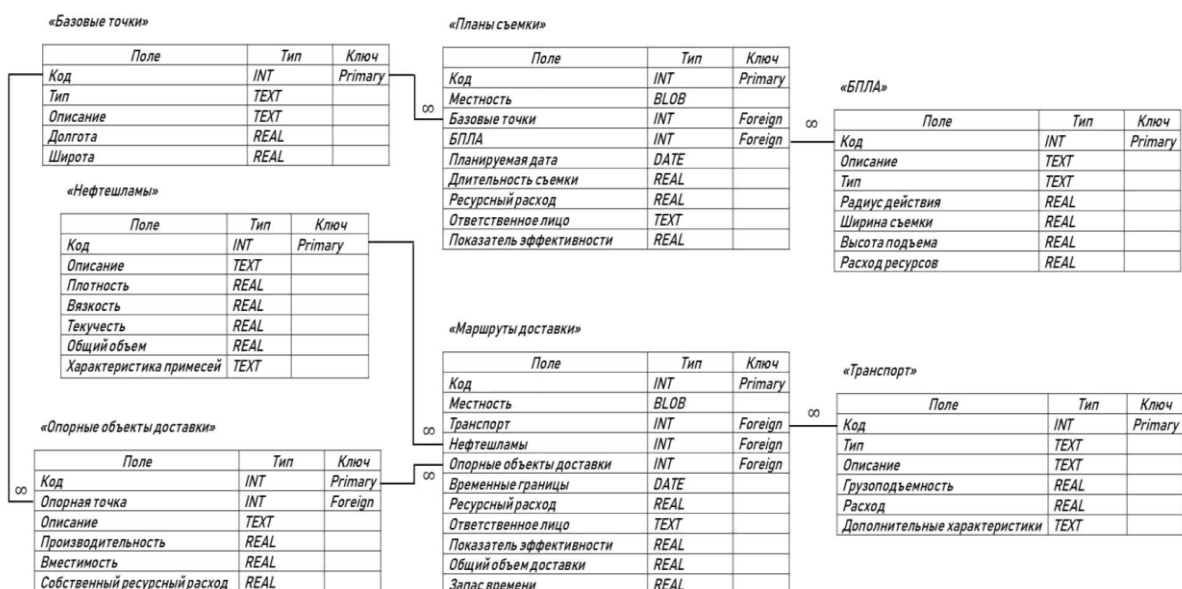 «Базовые точки»
Поле Тип Ключ
Код INT Primary
Тип TEXT
Описание TEXT
Долгота REAL
Широта REAL
«Нефтешламы»
Поле Тип Ключ
Код INT Primary
Описание TEXT
Плотность REAL
Вязкость REAL
Текучесть REAL
Общий объем REAL
Характеристика примесей TEXT
«Опорные объекты доставки»
Поле Тип Ключ
∞ Код INT Primary
Опорная точка INT Foreign
Описание TEXT
Производительность REAL
Вместимость REAL
Собственный ресурсный расход REAL
«Планы съемки»
Поле Тип Ключ
Код INT Primary
∞ Местность BLOB
Базовые точки INT Foreign
БПЛА INT Foreign
Планируемая дата DATE
Длительность съемки REAL
Ресурсный расход REAL
Ответственное лицо TEXT
Показатель эффективности REAL
«Маршруты доставки»
Поле Тип Ключ
Код INT Primary
Местность BLOB
∞ Транспорт INT Foreign
Нефтешламы INT Foreign
∞ Опорные объекты доставки INT Foreign
Временные границы DATE
Ресурсный расход REAL
Ответственное лицо TEXT
Показатель эффективности REAL
Общий объем доставки REAL
Запас времени REAL
«БПЛА»
∞ Поле Тип Ключ
Код INT Primary
Описание TEXT
Тип TEXT
Радиус действия REAL
Ширина съемки REAL
Высота подъема REAL
Расход ресурсов REAL
«Транспорт»
∞ Поле Тип Ключ
Код INT Primary
Тип TEXT
Описание TEXT
Грузоподъемность REAL
Расход REAL
Дополнительные характеристики TEXT